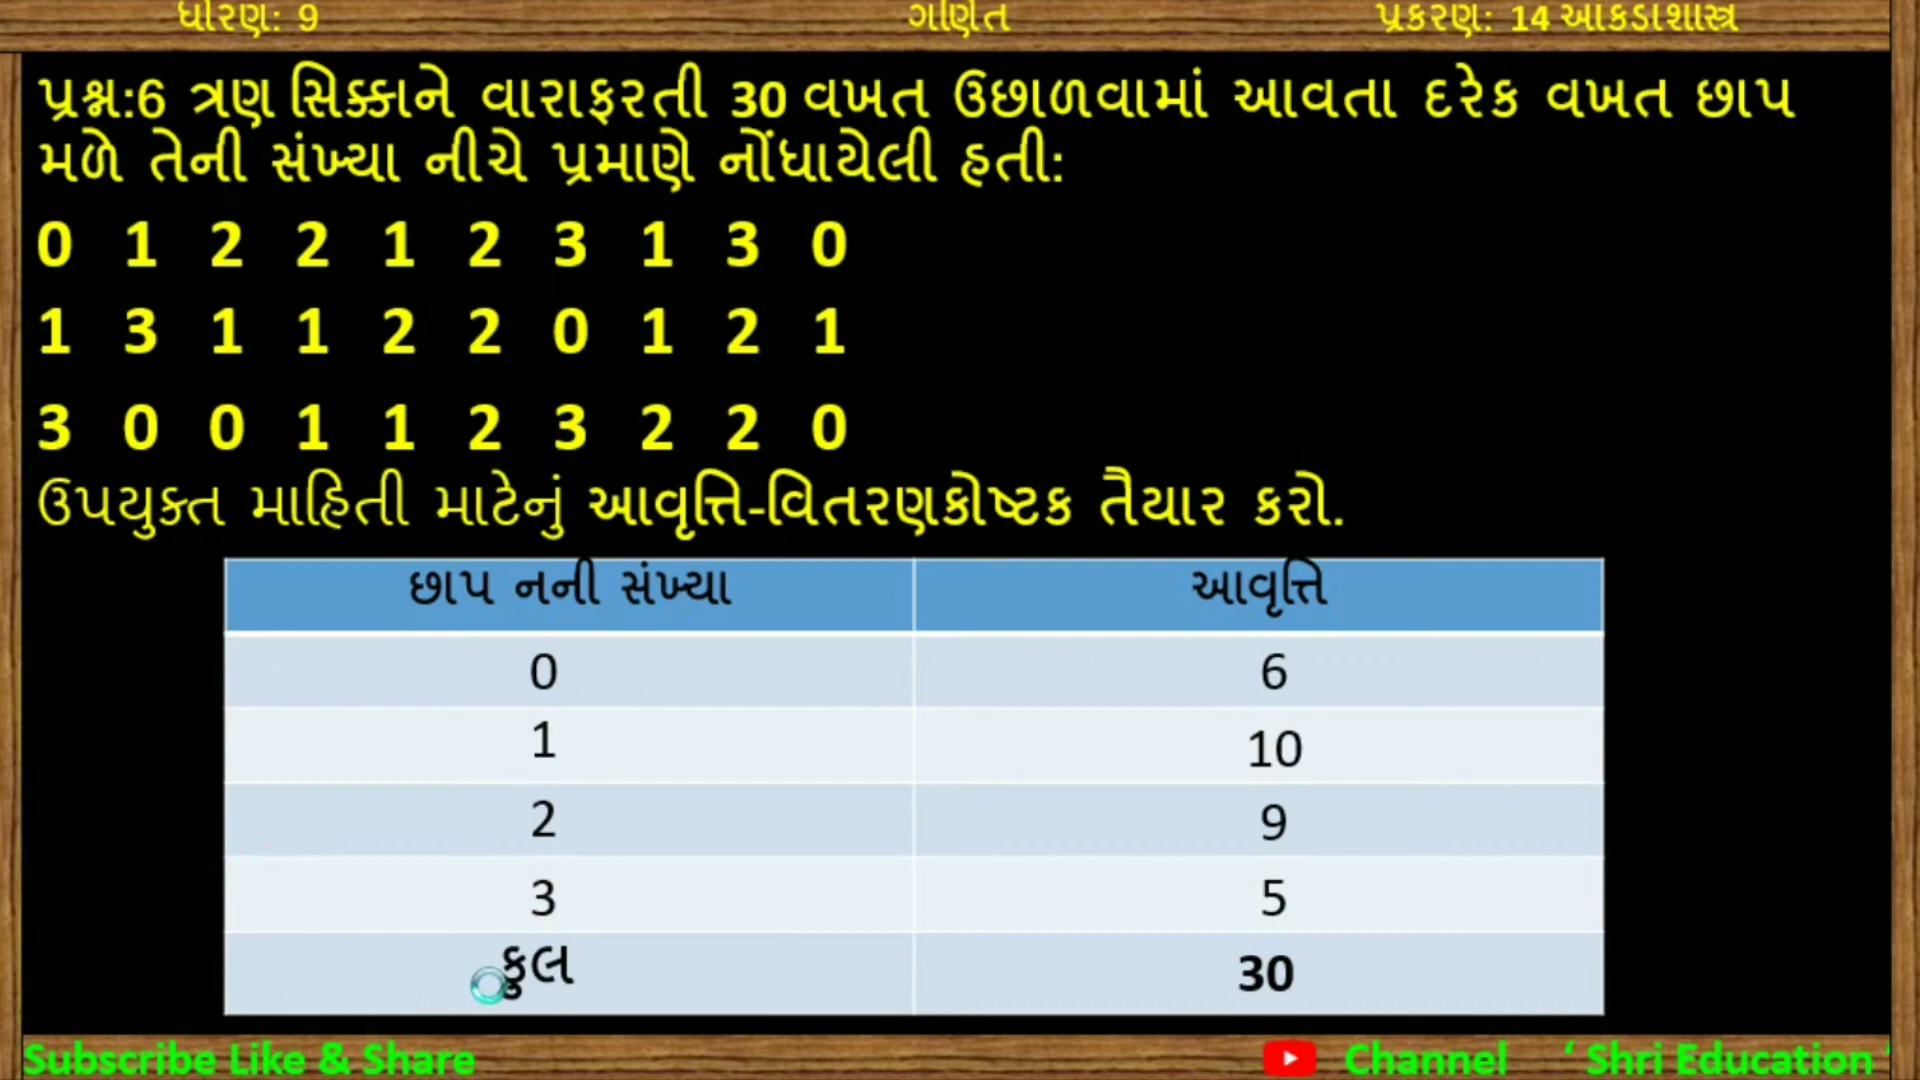 ધોરણ: 9 ગણિત પ્રકરણ: 14 આંકડાશાસ્ત્ર
પ્રશ્ન:6 ત્રણ સિક્કાને વારાફરતી 30 વખત ઉછાળવામાં આવતા દરેક વખત છાપ
મળે તેની સંખ્યા નીચે પ્રમાણે નોંધાયેલી હતી:
0 1 2 2 1 2 3 1 3 0
1 3 1 1 2 2 0 1 2 1
3 0 0 1 1 2 3 2 2 0
ઉપયુક્ત માહિતી માટેનું આવૃત્તિ-વિતરણકોષ્ટક તૈયાર કરો.
છાપ નની સંખ્યા આવૃત્તિ
0 6
1 10
2 9
3 5
કુલ 30
Subscribe Like & Share Channel ‘ Shri Education ’